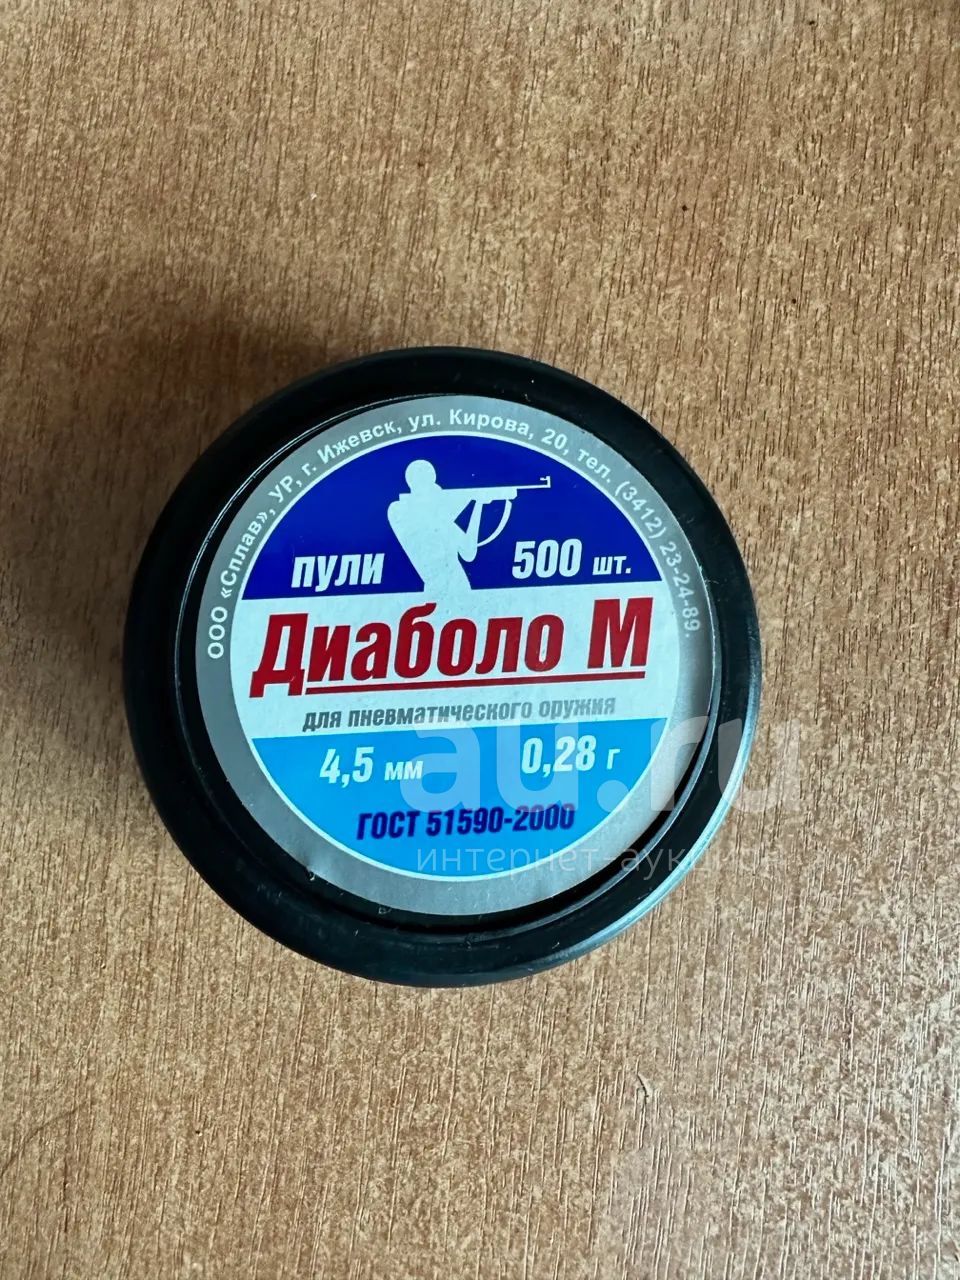 ООО «Сплав», УР, г. Ижевск, ул. Кирова, 20, тел. (3412) 23-24-89.
пули 500 шт.
Диаболо М
для пневматического оружия
4,5 мм 0,28 г
ГОСТ 51590-2000
au.ru
интернет-аукцион